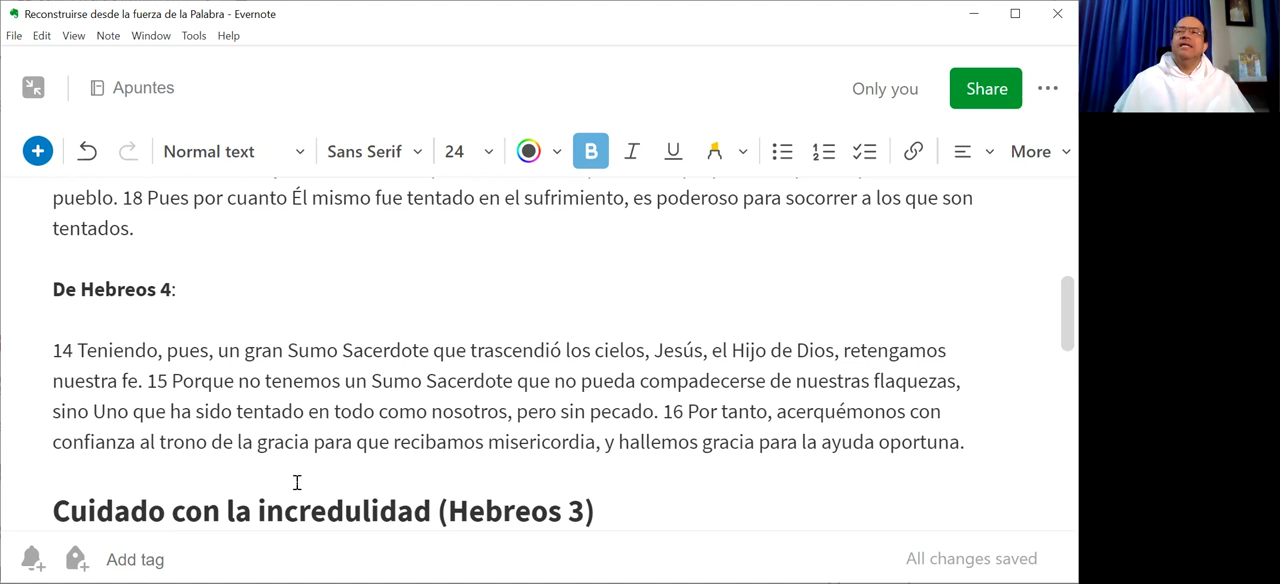 Reconstruirse desde la fuerza de la Palabra - Evernote
File Edit View Note Window Tools Help
Apuntes
Only you
Share
Normal text
Sans Serif
24
B I U
More
pueblo. 18 Pues por cuanto Él mismo fue tentado en el sufrimiento, es poderoso para socorrer a los que son
tentados.
De Hebreos 4:
14 Teniendo, pues, un gran Sumo Sacerdote que trascendió los cielos, Jesús, el Hijo de Dios, retengamos
nuestra fe. 15 Porque no tenemos un Sumo Sacerdote que no pueda compadecerse de nuestras flaquezas,
sino Uno que ha sido tentado en todo como nosotros, pero sin pecado. 16 Por tanto, acerquémonos con
confianza al trono de la gracia para que recibamos misericordia, y hallemos gracia para la ayuda oportuna.
Cuidado con la incredulidad (Hebreos 3)
Add tag
All changes saved